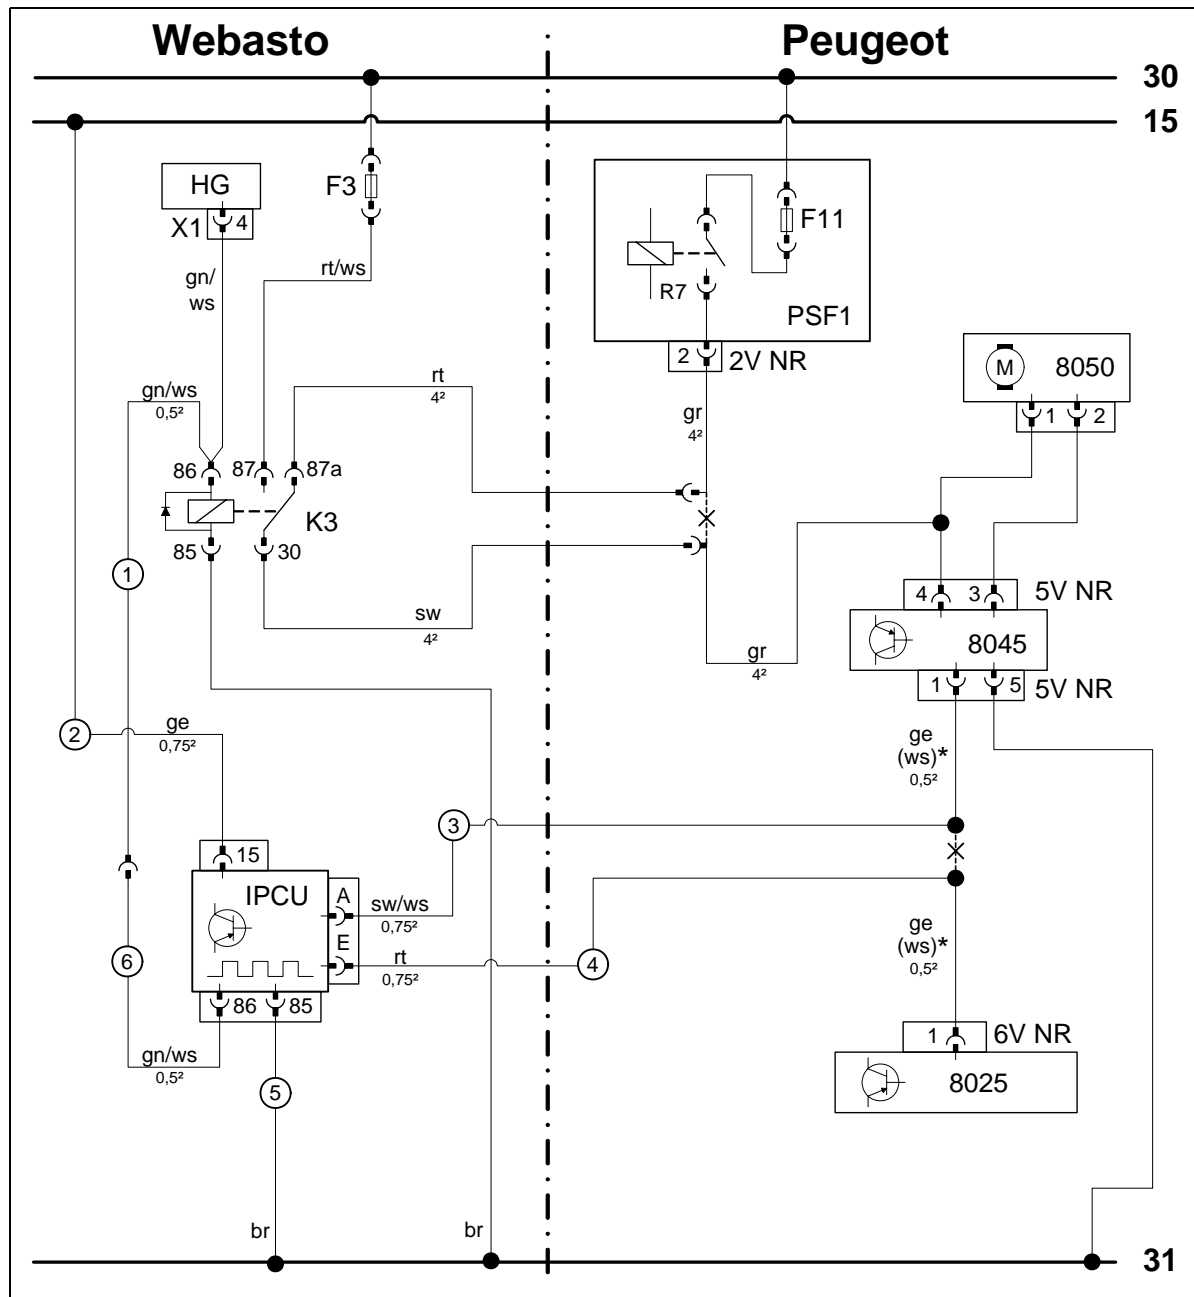 Webasto
Peugeot
30
15
HG
X1
4
F3
F11
gn/
ws
rt/ws
R7
PSF1
2
2V NR
M
8050
1
2
gn/ws
0,5²
rt
4²
gr
4²
86
87
87a
K3
85
30
1
sw
4²
gr
4²
4
3
5V NR
8045
1
5
5V NR
2
ge
0,75²
ge
(ws)*
0,5²
3
15
IPCU
A
sw/ws
0,75²
E
rt
0,75²
4
ge
(ws)*
0,5²
6
86
85
gn/ws
0,5²
5
1
6V NR
8025
br
br
31